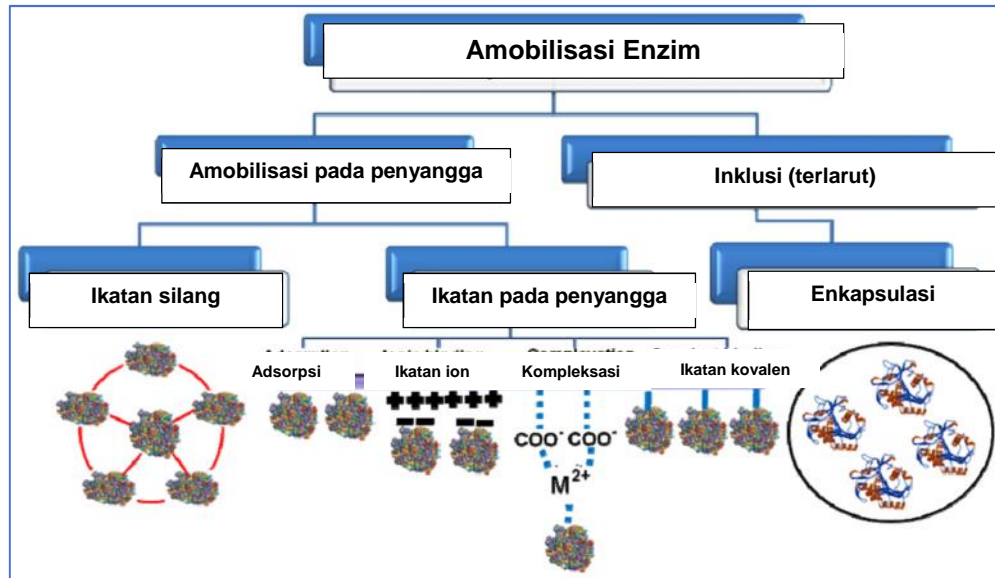 Amobilisasi Enzim
Amobilisasi pada penyangga
Inklusi (terlarut)
Ikatan silang
Ikatan pada penyangga
Enkapsulasi
Adsorpsi
Ikatan ion
Kompleksasi
Ikatan kovalen
COO⁻ COO⁻
M²⁺